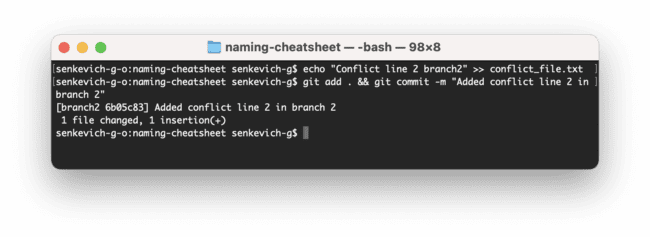 naming-cheatsheet — -bash — 98×8
[senkevich-g-o:naming-cheatsheet senkevich-g$ echo "Conflict line 2 branch2" >> conflict_file.txt ]
[senkevich-g-o:naming-cheatsheet senkevich-g$ git add . && git commit -m "Added conflict line 2 in ]
branch 2"
[branch2 6b05c83] Added conflict line 2 in branch 2
 1 file changed, 1 insertion(+)
senkevich-g-o:naming-cheatsheet senkevich-g$